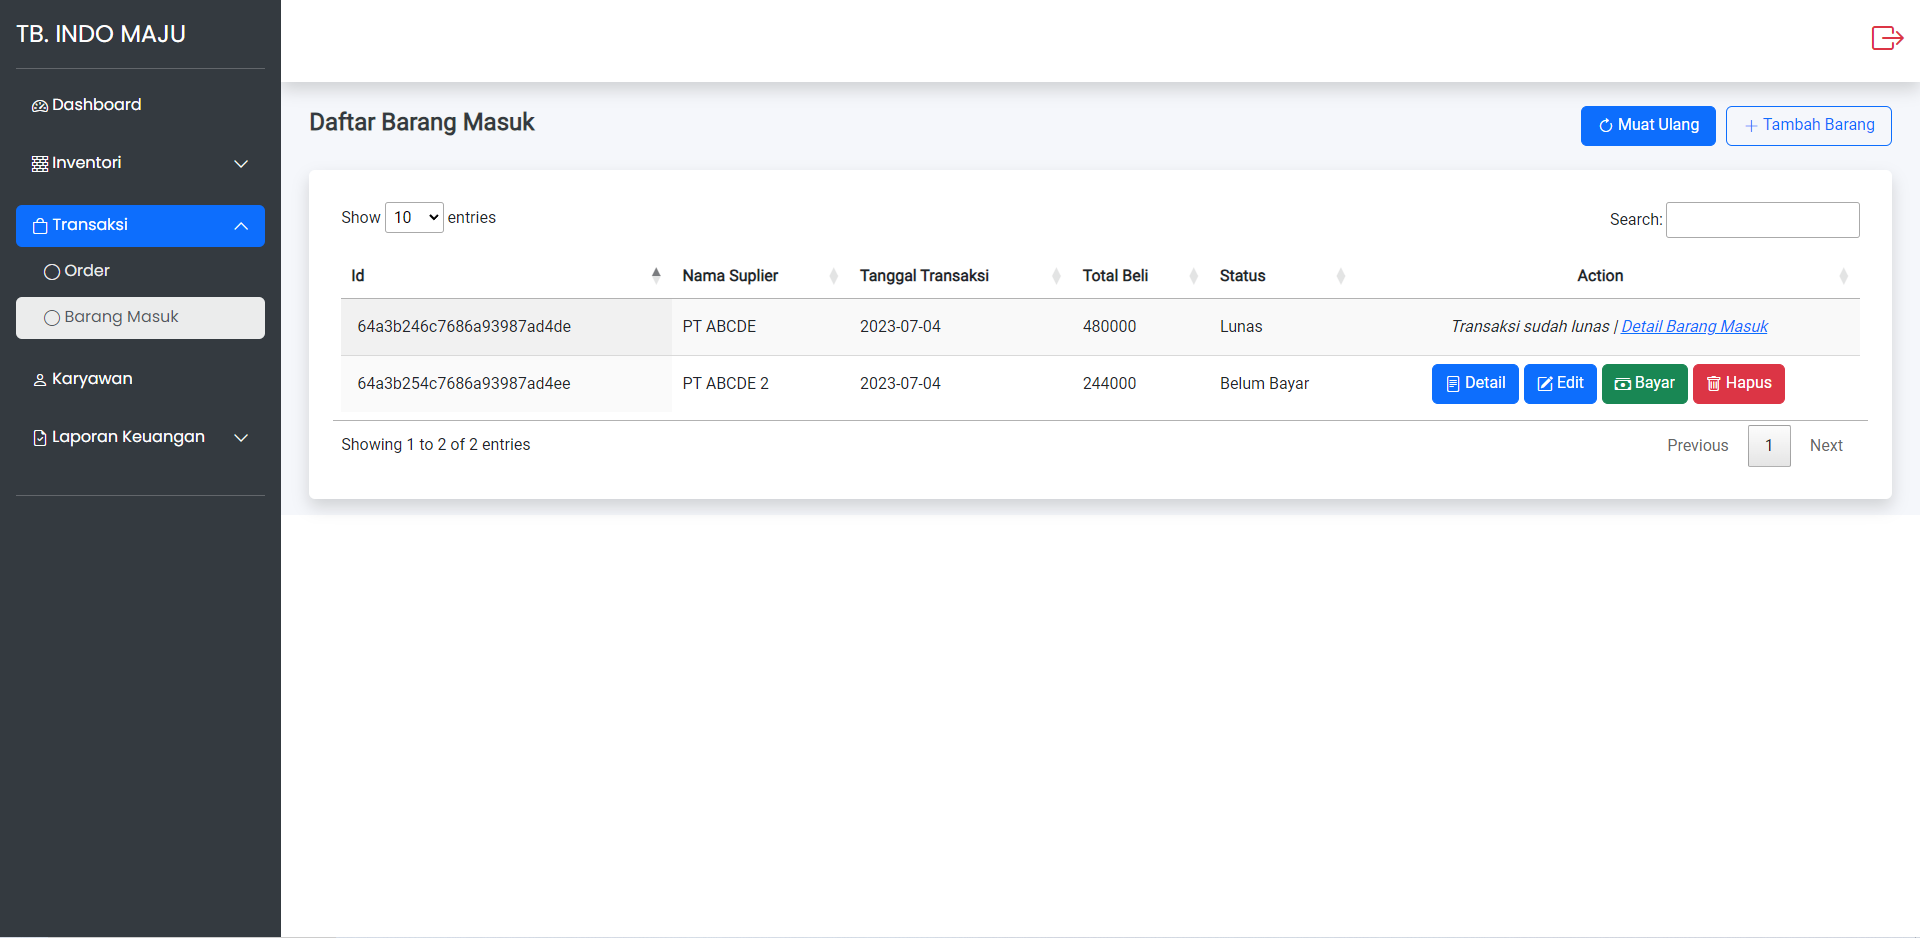 TB. INDO MAJU
Dashboard
Inventori
Transaksi
Order
Barang Masuk
Karyawan
Laporan Keuangan
Daftar Barang Masuk
Muat Ulang
Tambah Barang
Show 10 entries
Search:
Id Nama Suplier Tanggal Transaksi Total Beli Status Action
64a3b246c7686a93987ad4de PT ABCDE 2023-07-04 480000 Lunas Transaksi sudah lunas | Detail Barang Masuk
64a3b254c7686a93987ad4ee PT ABCDE 2 2023-07-04 244000 Belum Bayar Detail Edit Bayar Hapus
Showing 1 to 2 of 2 entries
Previous 1 Next